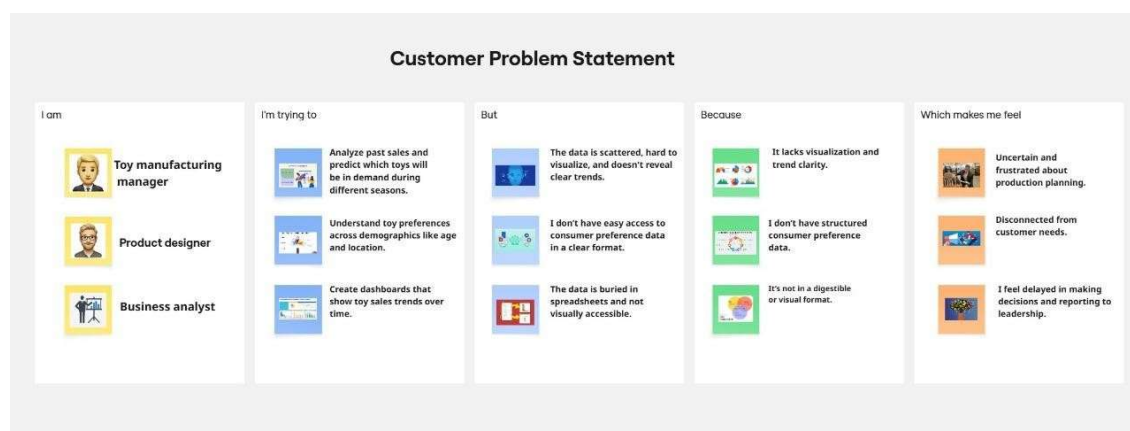 Customer Problem Statement
I am
Toy manufacturing
manager
Product designer
Business analyst
I'm trying to
Analyze past sales and
predict which toys will
be in demand during
different seasons.
Understand toy preferences
across demographics like age
and location.
Create dashboards that
show toy sales trends over
time.
But
The data is scattered, hard to
visualize, and doesn't reveal
clear trends.
I don't have easy access to
consumer preference data
in a clear format.
The data is buried in
spreadsheets and not
visually accessible.
Because
It lacks visualization and
trend clarity.
I don't have structured
consumer preference
data.
It's not in a digestible
or visual format.
Which makes me feel
Uncertain and
frustrated about
production planning.
Disconnected from
customer needs.
I feel delayed in making
decisions and reporting to
leadership.